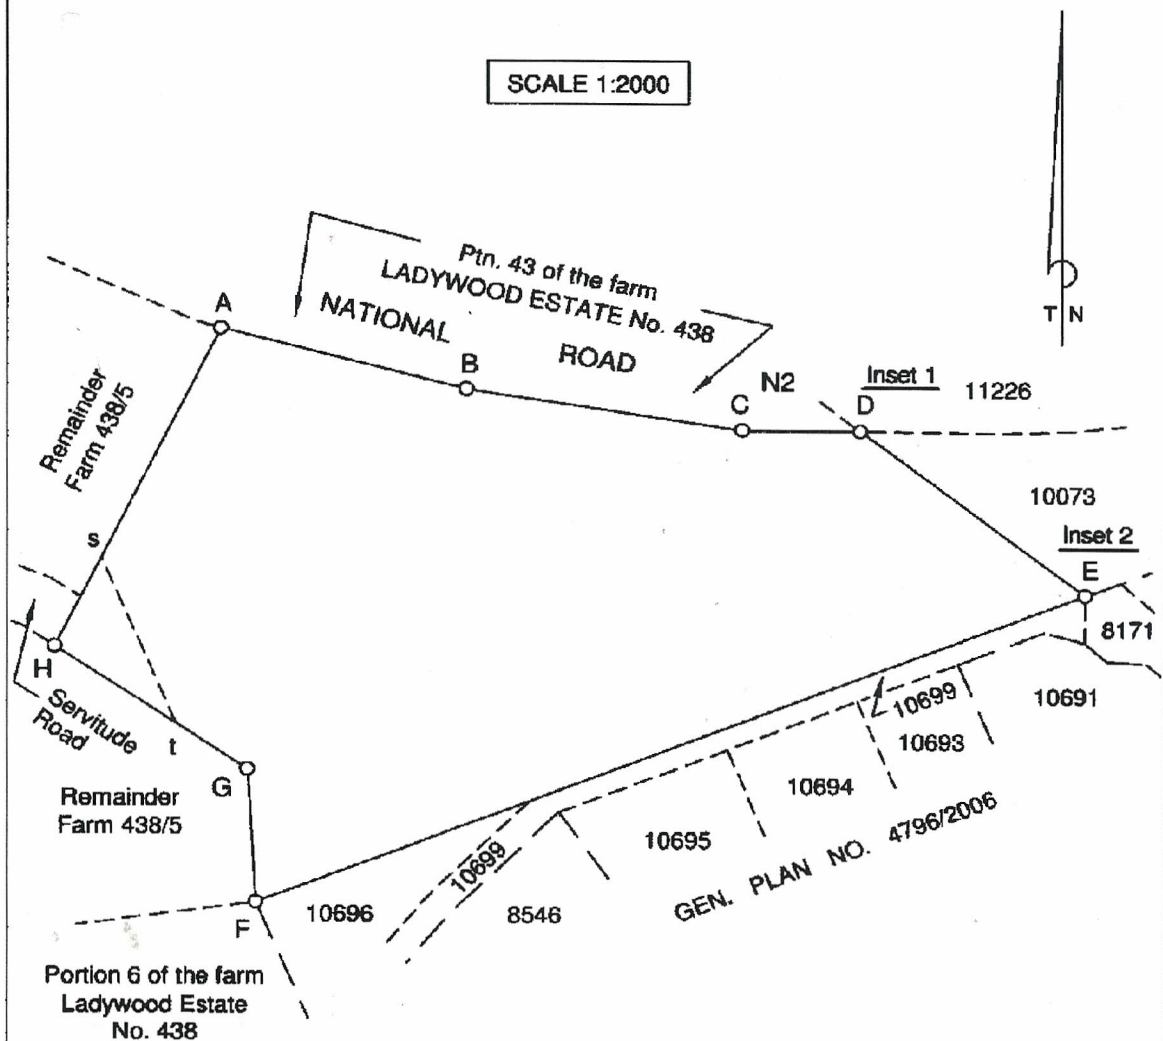 SCALE 1:2000
T N
Ptn. 43 of the farm
LADYWOOD ESTATE No. 438
NATIONAL ROAD
N2
A
B
C
D
Inset 1
11226
Remainder
Farm 438/5
10073
Inset 2
E
s
8171
H
Servitude
Road
t
G
10699
10691
10693
10694
10695
Remainder
Farm 438/5
GEN. PLAN NO. 4796/2006
10699
F
10696
8546
Portion 6 of the farm
Ladywood Estate
No. 438